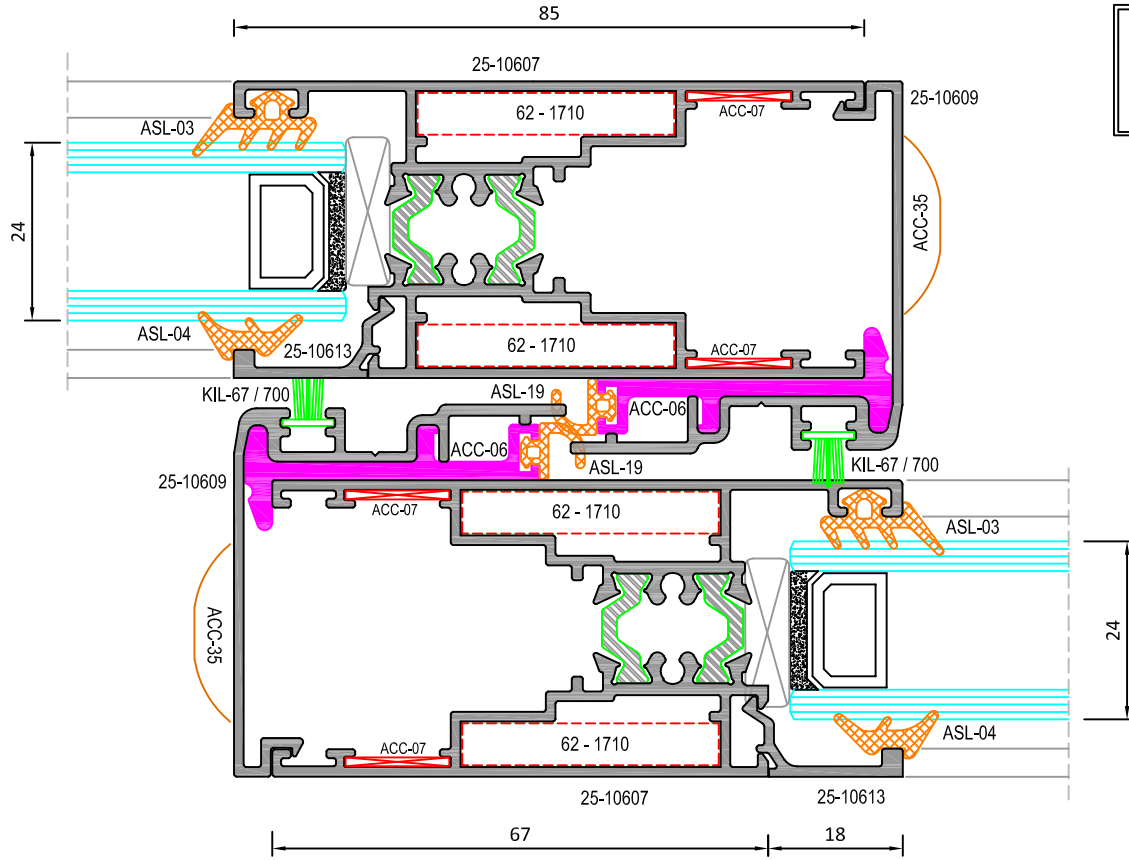 85
25-10607
25-10609
62 - 1710
ACC-07
ASL-03
24
ACC-35
ASL-04
25-10613
62 - 1710
ACC-07
KIL-67 / 700
ASL-19
ACC-06
ACC-06
ASL-19
KIL-67 / 700
25-10609
ACC-07
62 - 1710
ASL-03
ACC-35
24
ASL-04
ACC-07
62 - 1710
25-10607
25-10613
67
18